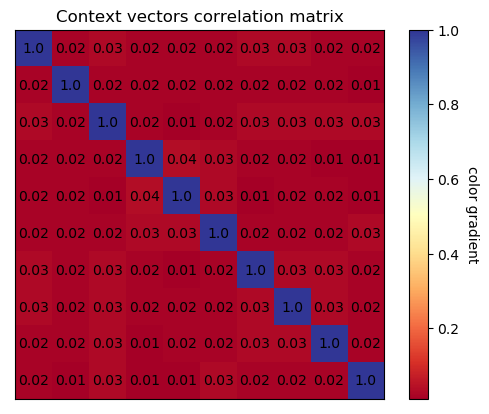 Context vectors correlation matrix
1.0 0.02 0.03 0.02 0.02 0.02 0.03 0.03 0.02 0.02
0.02 1.0 0.02 0.02 0.02 0.02 0.02 0.02 0.02 0.01
0.03 0.02 1.0 0.02 0.01 0.02 0.03 0.03 0.03 0.03
0.02 0.02 0.02 1.0 0.04 0.03 0.02 0.02 0.01 0.01
0.02 0.02 0.01 0.04 1.0 0.03 0.01 0.02 0.02 0.01
0.02 0.02 0.02 0.03 0.03 1.0 0.02 0.02 0.02 0.03
0.03 0.02 0.03 0.02 0.01 0.02 1.0 0.03 0.03 0.02
0.03 0.02 0.03 0.02 0.02 0.02 0.03 1.0 0.03 0.02
0.02 0.02 0.03 0.01 0.02 0.02 0.03 0.03 1.0 0.02
0.02 0.01 0.03 0.01 0.01 0.03 0.02 0.02 0.02 1.0
1.0
0.8
0.6
0.4
0.2
color gradient